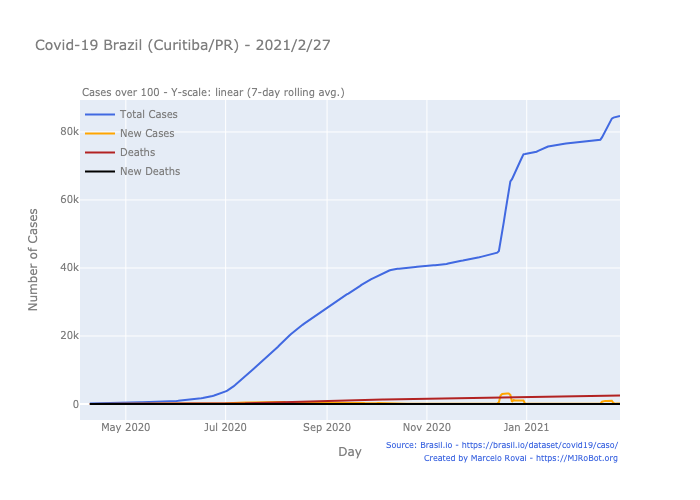 Covid-19 Brazil (Curitiba/PR) - 2021/2/27
Cases over 100 - Y-scale: linear (7-day rolling avg.)
Total Cases
New Cases
Deaths
New Deaths
80k
60k
40k
20k
0
Number of Cases
May 2020
Jul 2020
Sep 2020
Nov 2020
Jan 2021
Day
Source: Brasil.io - https://brasil.io/dataset/covid19/caso/
Created by Marcelo Rovai - https://MJRoBot.org